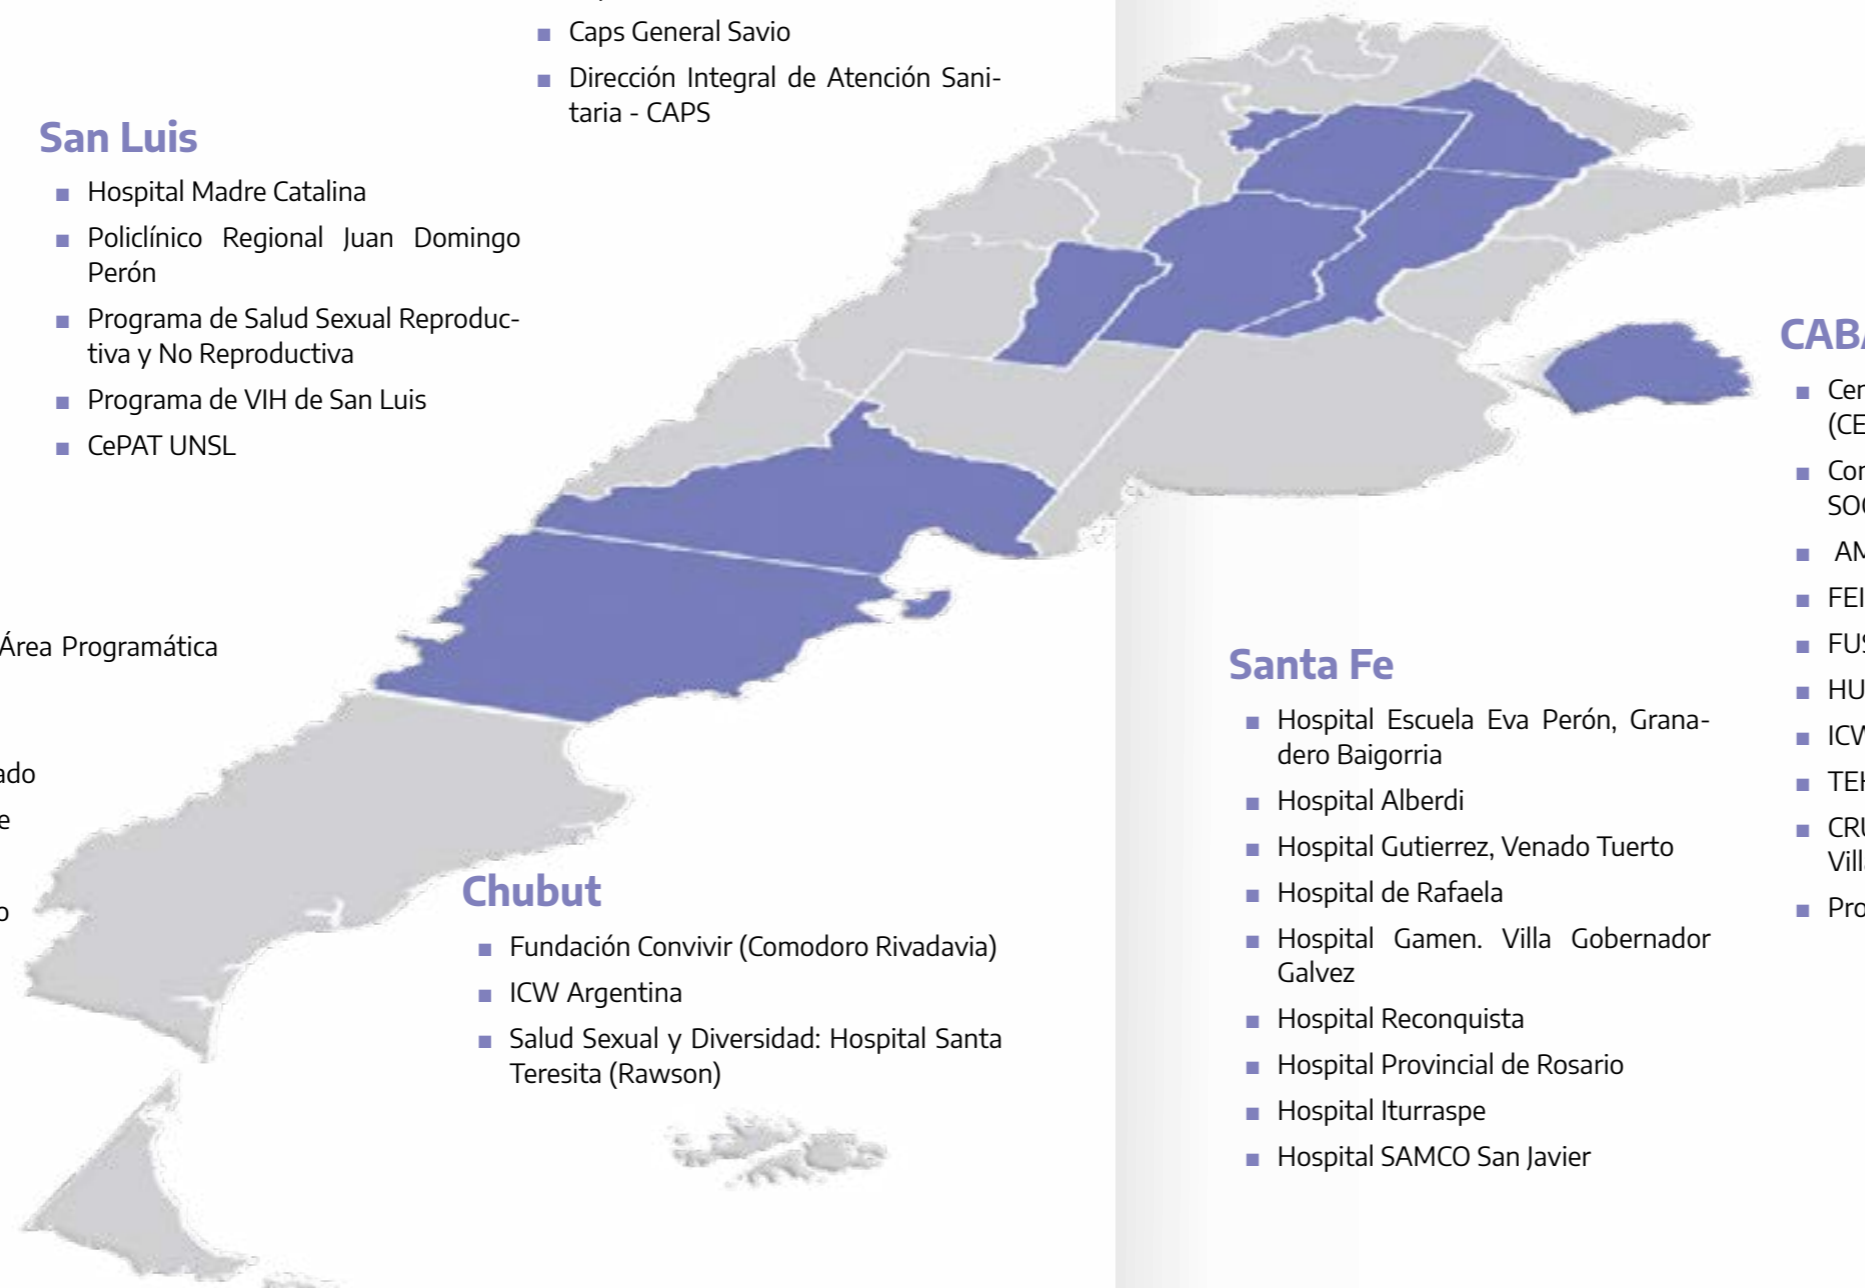 Caps General Savio
Dirección Integral de Atención Sani-
taria - CAPS
San Luis
Hospital Madre Catalina
Policlínico Regional Juan Domingo
Perón
Programa de Salud Sexual Reproduc-
tiva y No Reproductiva
Programa de VIH de San Luis
CePAT UNSL
Área Programática
Chubut
Fundación Convivir (Comodoro Rivadavia)
ICW Argentina
Salud Sexual y Diversidad: Hospital Santa
Teresita (Rawson)
Santa Fe
Hospital Escuela Eva Perón, Grana-
dero Baigorria
Hospital Alberdi
Hospital Gutierrez, Venado Tuerto
Hospital de Rafaela
Hospital Gamen. Villa Gobernador
Galvez
Hospital Reconquista
Hospital Provincial de Rosario
Hospital Iturraspe
Hospital SAMCO San Javier